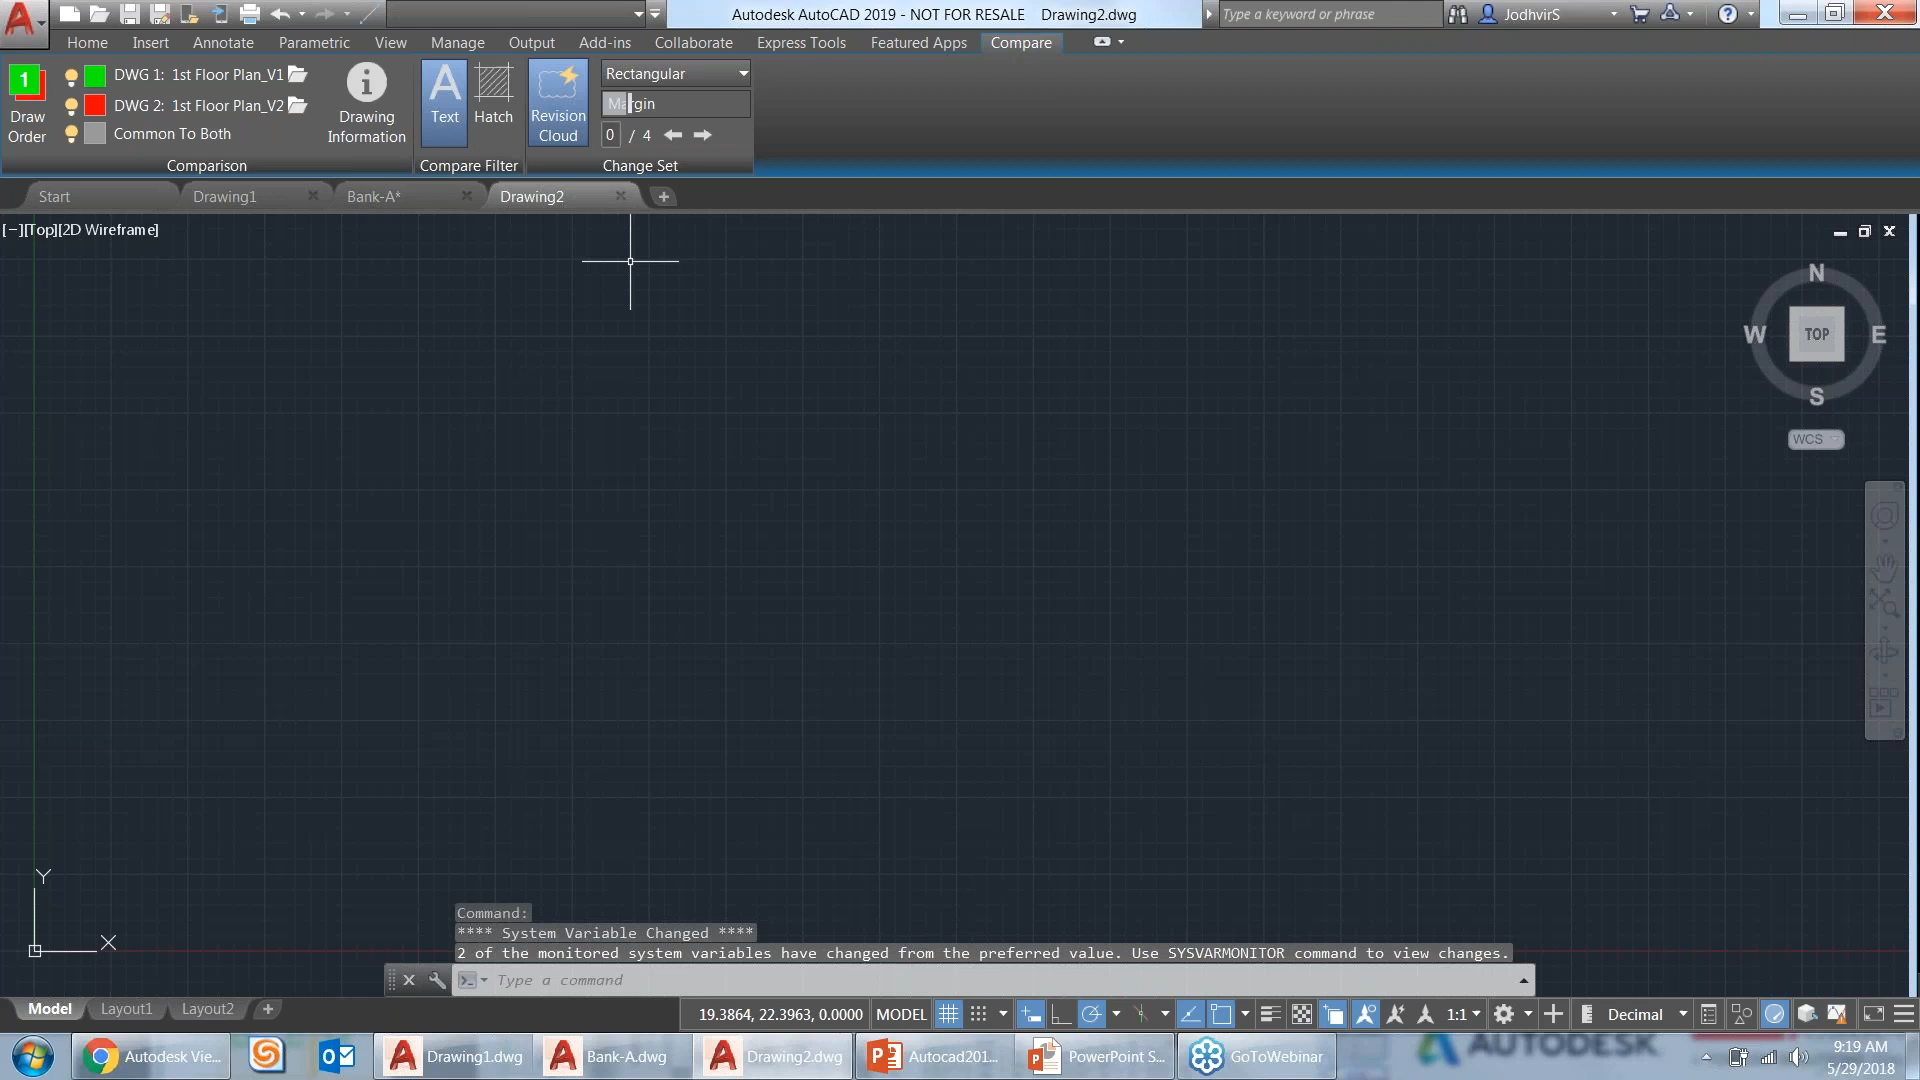 Autodesk AutoCAD 2019 - NOT FOR RESALE Drawing2.dwg
Type a keyword or phrase
JodhvirS
Home Insert Annotate Parametric View Manage Output Add-ins Collaborate Express Tools Featured Apps Compare
1
Draw
Order
DWG 1: 1st Floor Plan_V1
DWG 2: 1st Floor Plan_V2
Common To Both
Drawing
Information
Comparison
Text
Hatch
Compare Filter
Revision
Cloud
Rectangular
Margin
0 / 4
Change Set
Start Drawing1 Bank-A* Drawing2
[−][Top][2D Wireframe]
N
W TOP E
S
WCS
Y
X
Command:
**** System Variable Changed ****
2 of the monitored system variables have changed from the preferred value. Use SYSVARMONITOR command to view changes.
Type a command
Model Layout1 Layout2
19.3864, 22.3963, 0.0000 MODEL 1:1 Decimal
Autodesk Vie... Drawing1.dwg Bank-A.dwg Drawing2.dwg Autocad201... PowerPoint S... GoToWebinar
AUTODESK
9:19 AM
5/29/2018